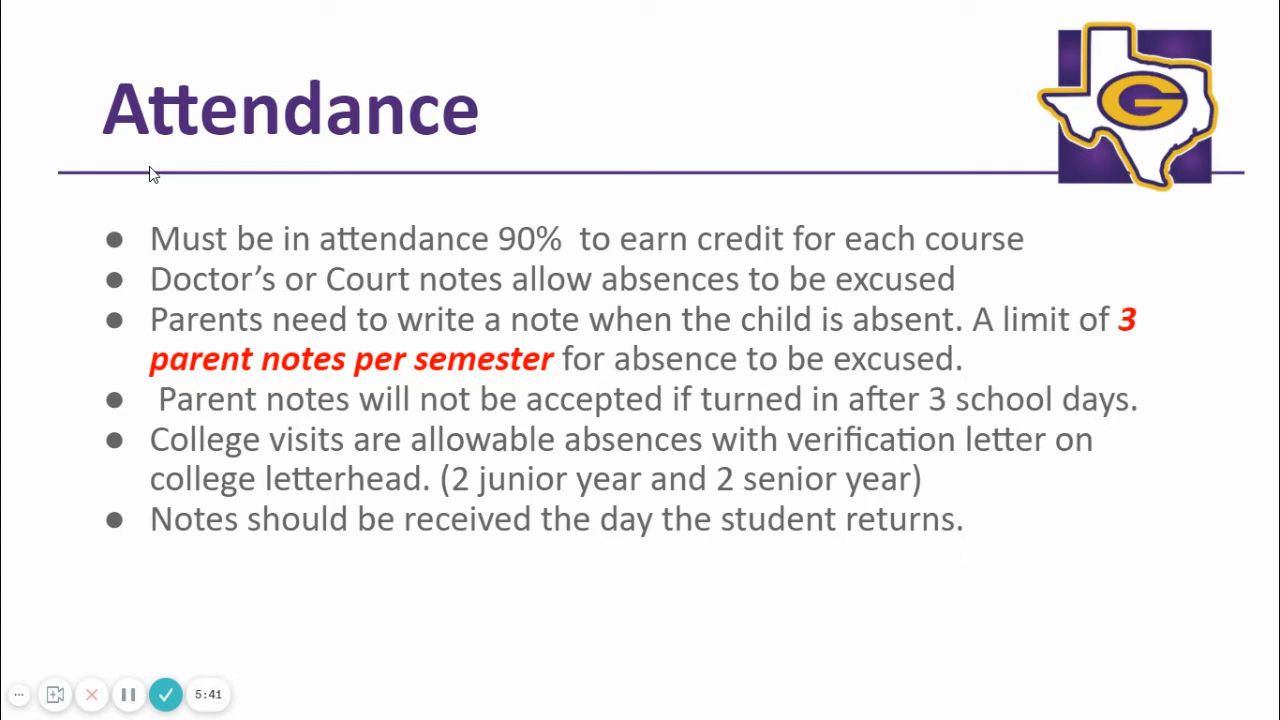 Attendance
G
● Must be in attendance 90%  to earn credit for each course
● Doctor’s or Court notes allow absences to be excused
● Parents need to write a note when the child is absent. A limit of 3
parent notes per semester for absence to be excused.
●  Parent notes will not be accepted if turned in after 3 school days.
● College visits are allowable absences with verification letter on
college letterhead. (2 junior year and 2 senior year)
● Notes should be received the day the student returns.
5:41